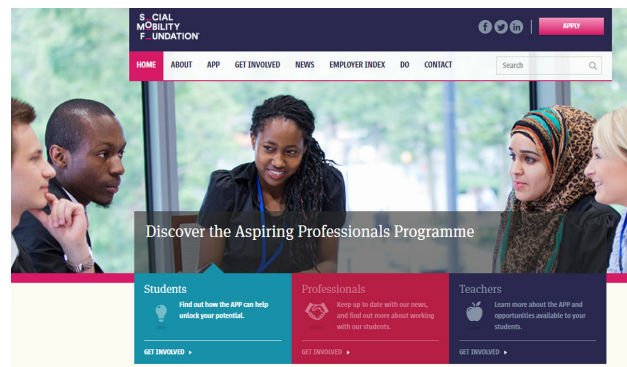 S CIAL
MOBILITY
F UNDATION
APPLY
HOME ABOUT APP GET INVOLVED NEWS EMPLOYER INDEX DO CONTACT Search
Discover the Aspiring Professionals Programme
Students
Find out how the APP can help
unlock your potential.
GET INVOLVED
Professionals
Keep up to date with our news,
and find out more about working
with our students.
GET INVOLVED
Teachers
Learn more about the APP and
opportunities available to your
students.
GET INVOLVED